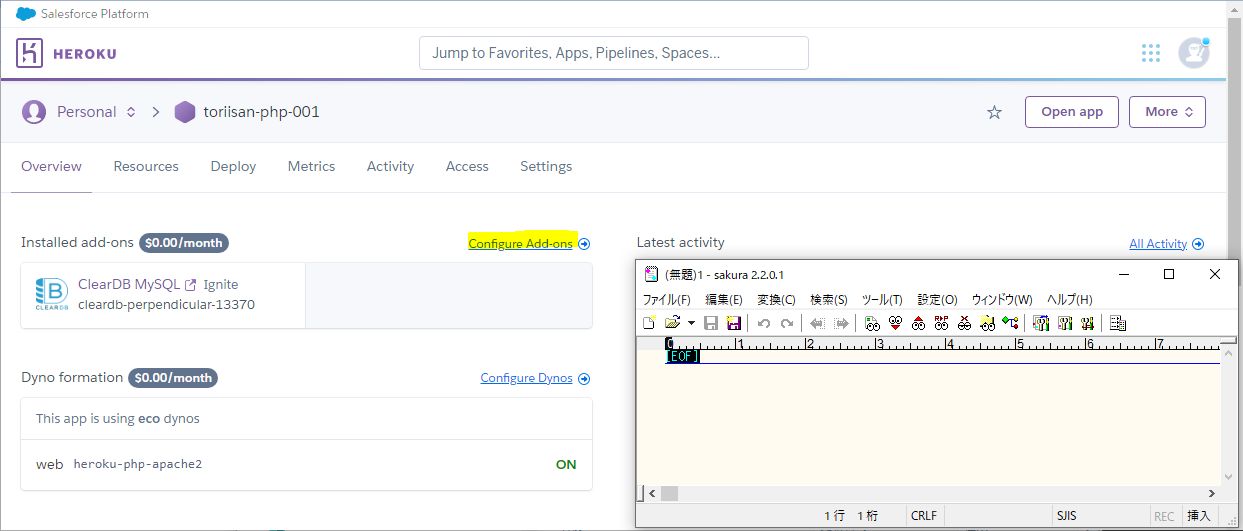 Salesforce Platform
HEROKU
Jump to Favorites, Apps, Pipelines, Spaces...
Personal
toriisan-php-001
Open app
More
Overview Resources Deploy Metrics Activity Access Settings
Installed add-ons $0.00/month
Configure Add-ons
ClearDB MySQL Ignite
cleardb-perpendicular-13370
CLEARDB
Dyno formation $0.00/month
Configure Dynos
This app is using eco dynos
web heroku-php-apache2 ON
Latest activity
All Activity
(無題)1 - sakura 2.2.0.1
ファイル(F) 編集(E) 変換(C) 検索(S) ツール(T) 設定(O) ウィンドウ(W) ヘルプ(H)
0 1 2 3 4 5 6 7
[EOF]
1 行 1 桁 CRLF SJIS REC 挿入